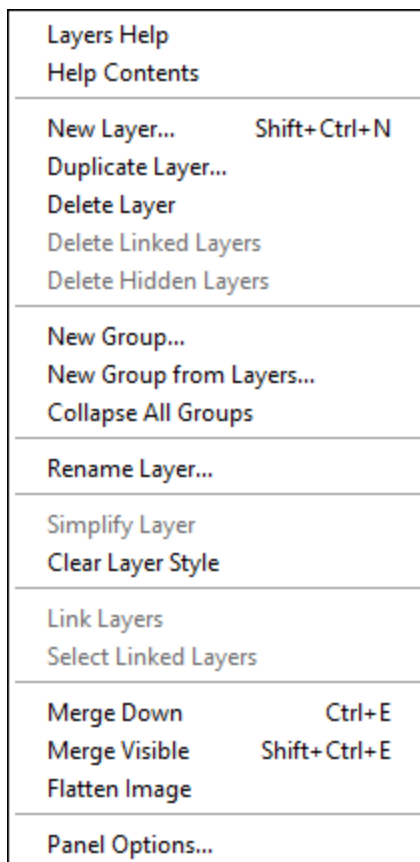 Layers Help
Help Contents
New Layer... Shift+Ctrl+N
Duplicate Layer...
Delete Layer
Delete Linked Layers
Delete Hidden Layers
New Group...
New Group from Layers...
Collapse All Groups
Rename Layer...
Simplify Layer
Clear Layer Style
Link Layers
Select Linked Layers
Merge Down Ctrl+E
Merge Visible Shift+Ctrl+E
Flatten Image
Panel Options...